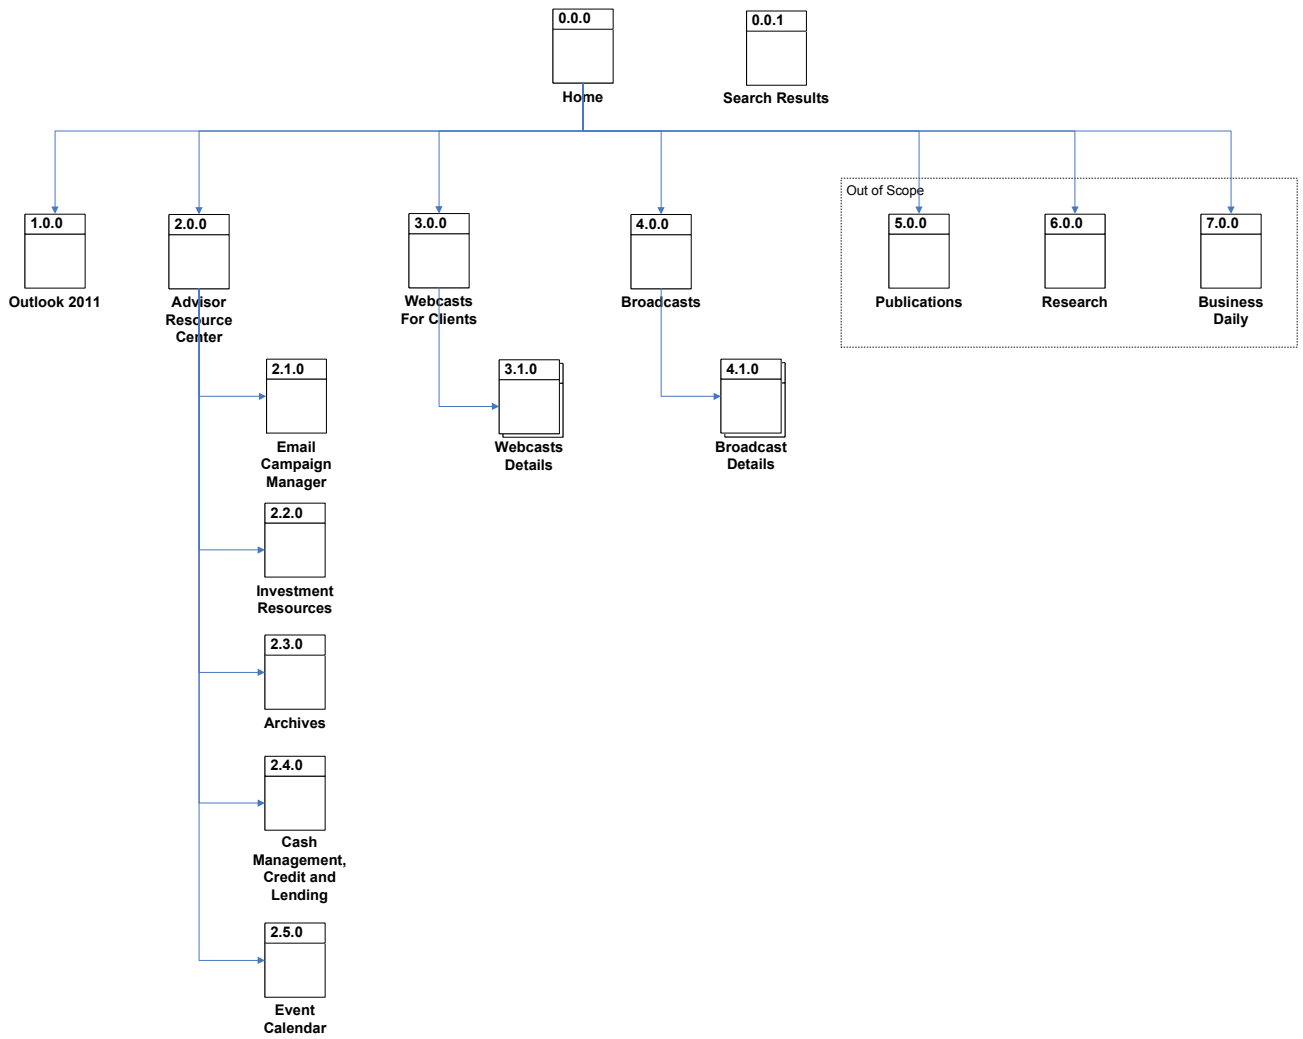 0.0.0
0.0.1
Home
Search Results
Out of Scope
1.0.0
2.0.0
3.0.0
4.0.0
5.0.0
6.0.0
7.0.0
Outlook 2011
Advisor
Resource
Center
Webcasts
For Clients
Broadcasts
Publications
Research
Business
Daily
2.1.0
3.1.0
4.1.0
Email
Campaign
Manager
Webcasts
Details
Broadcast
Details
2.2.0
Investment
Resources
2.3.0
Archives
2.4.0
Cash
Management,
Credit and
Lending
2.5.0
Event
Calendar